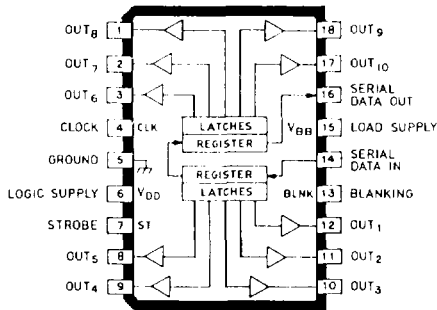 OUT8 1 18 OUT9
OUT7 2 17 OUT10
OUT6 3 16 SERIAL DATA OUT
CLOCK 4 CLK LATCHES VBB 15 LOAD SUPPLY
REGISTER
GROUND 5 REGISTER 14 SERIAL DATA IN
LOGIC SUPPLY 6 VDD LATCHES BLNK 13 BLANKING
STROBE 7 ST 12 OUT1
OUT5 8 11 OUT2
OUT4 9 10 OUT3